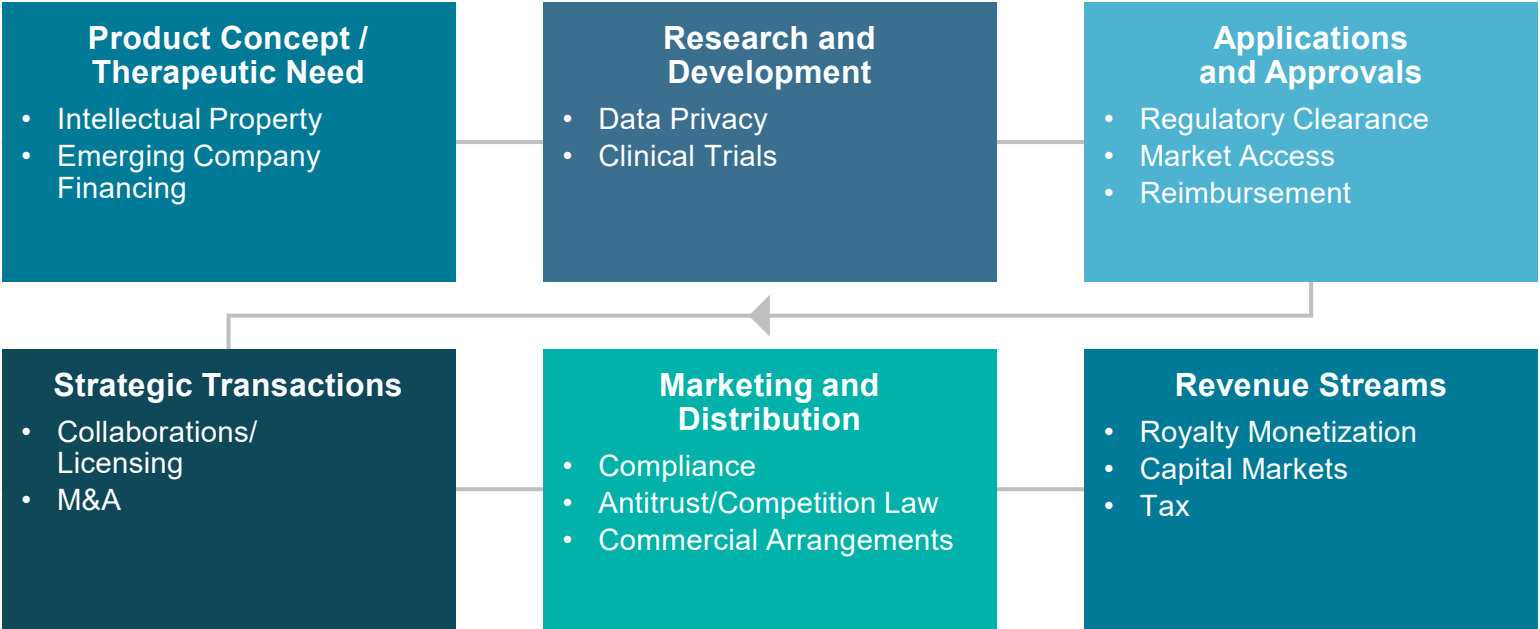 Product Concept /
Therapeutic Need
• Intellectual Property
• Emerging Company
Financing
Research and
Development
• Data Privacy
• Clinical Trials
Applications
and Approvals
• Regulatory Clearance
• Market Access
• Reimbursement
Strategic Transactions
• Collaborations/
Licensing
• M&A
Marketing and
Distribution
• Compliance
• Antitrust/Competition Law
• Commercial Arrangements
Revenue Streams
• Royalty Monetization
• Capital Markets
• Tax